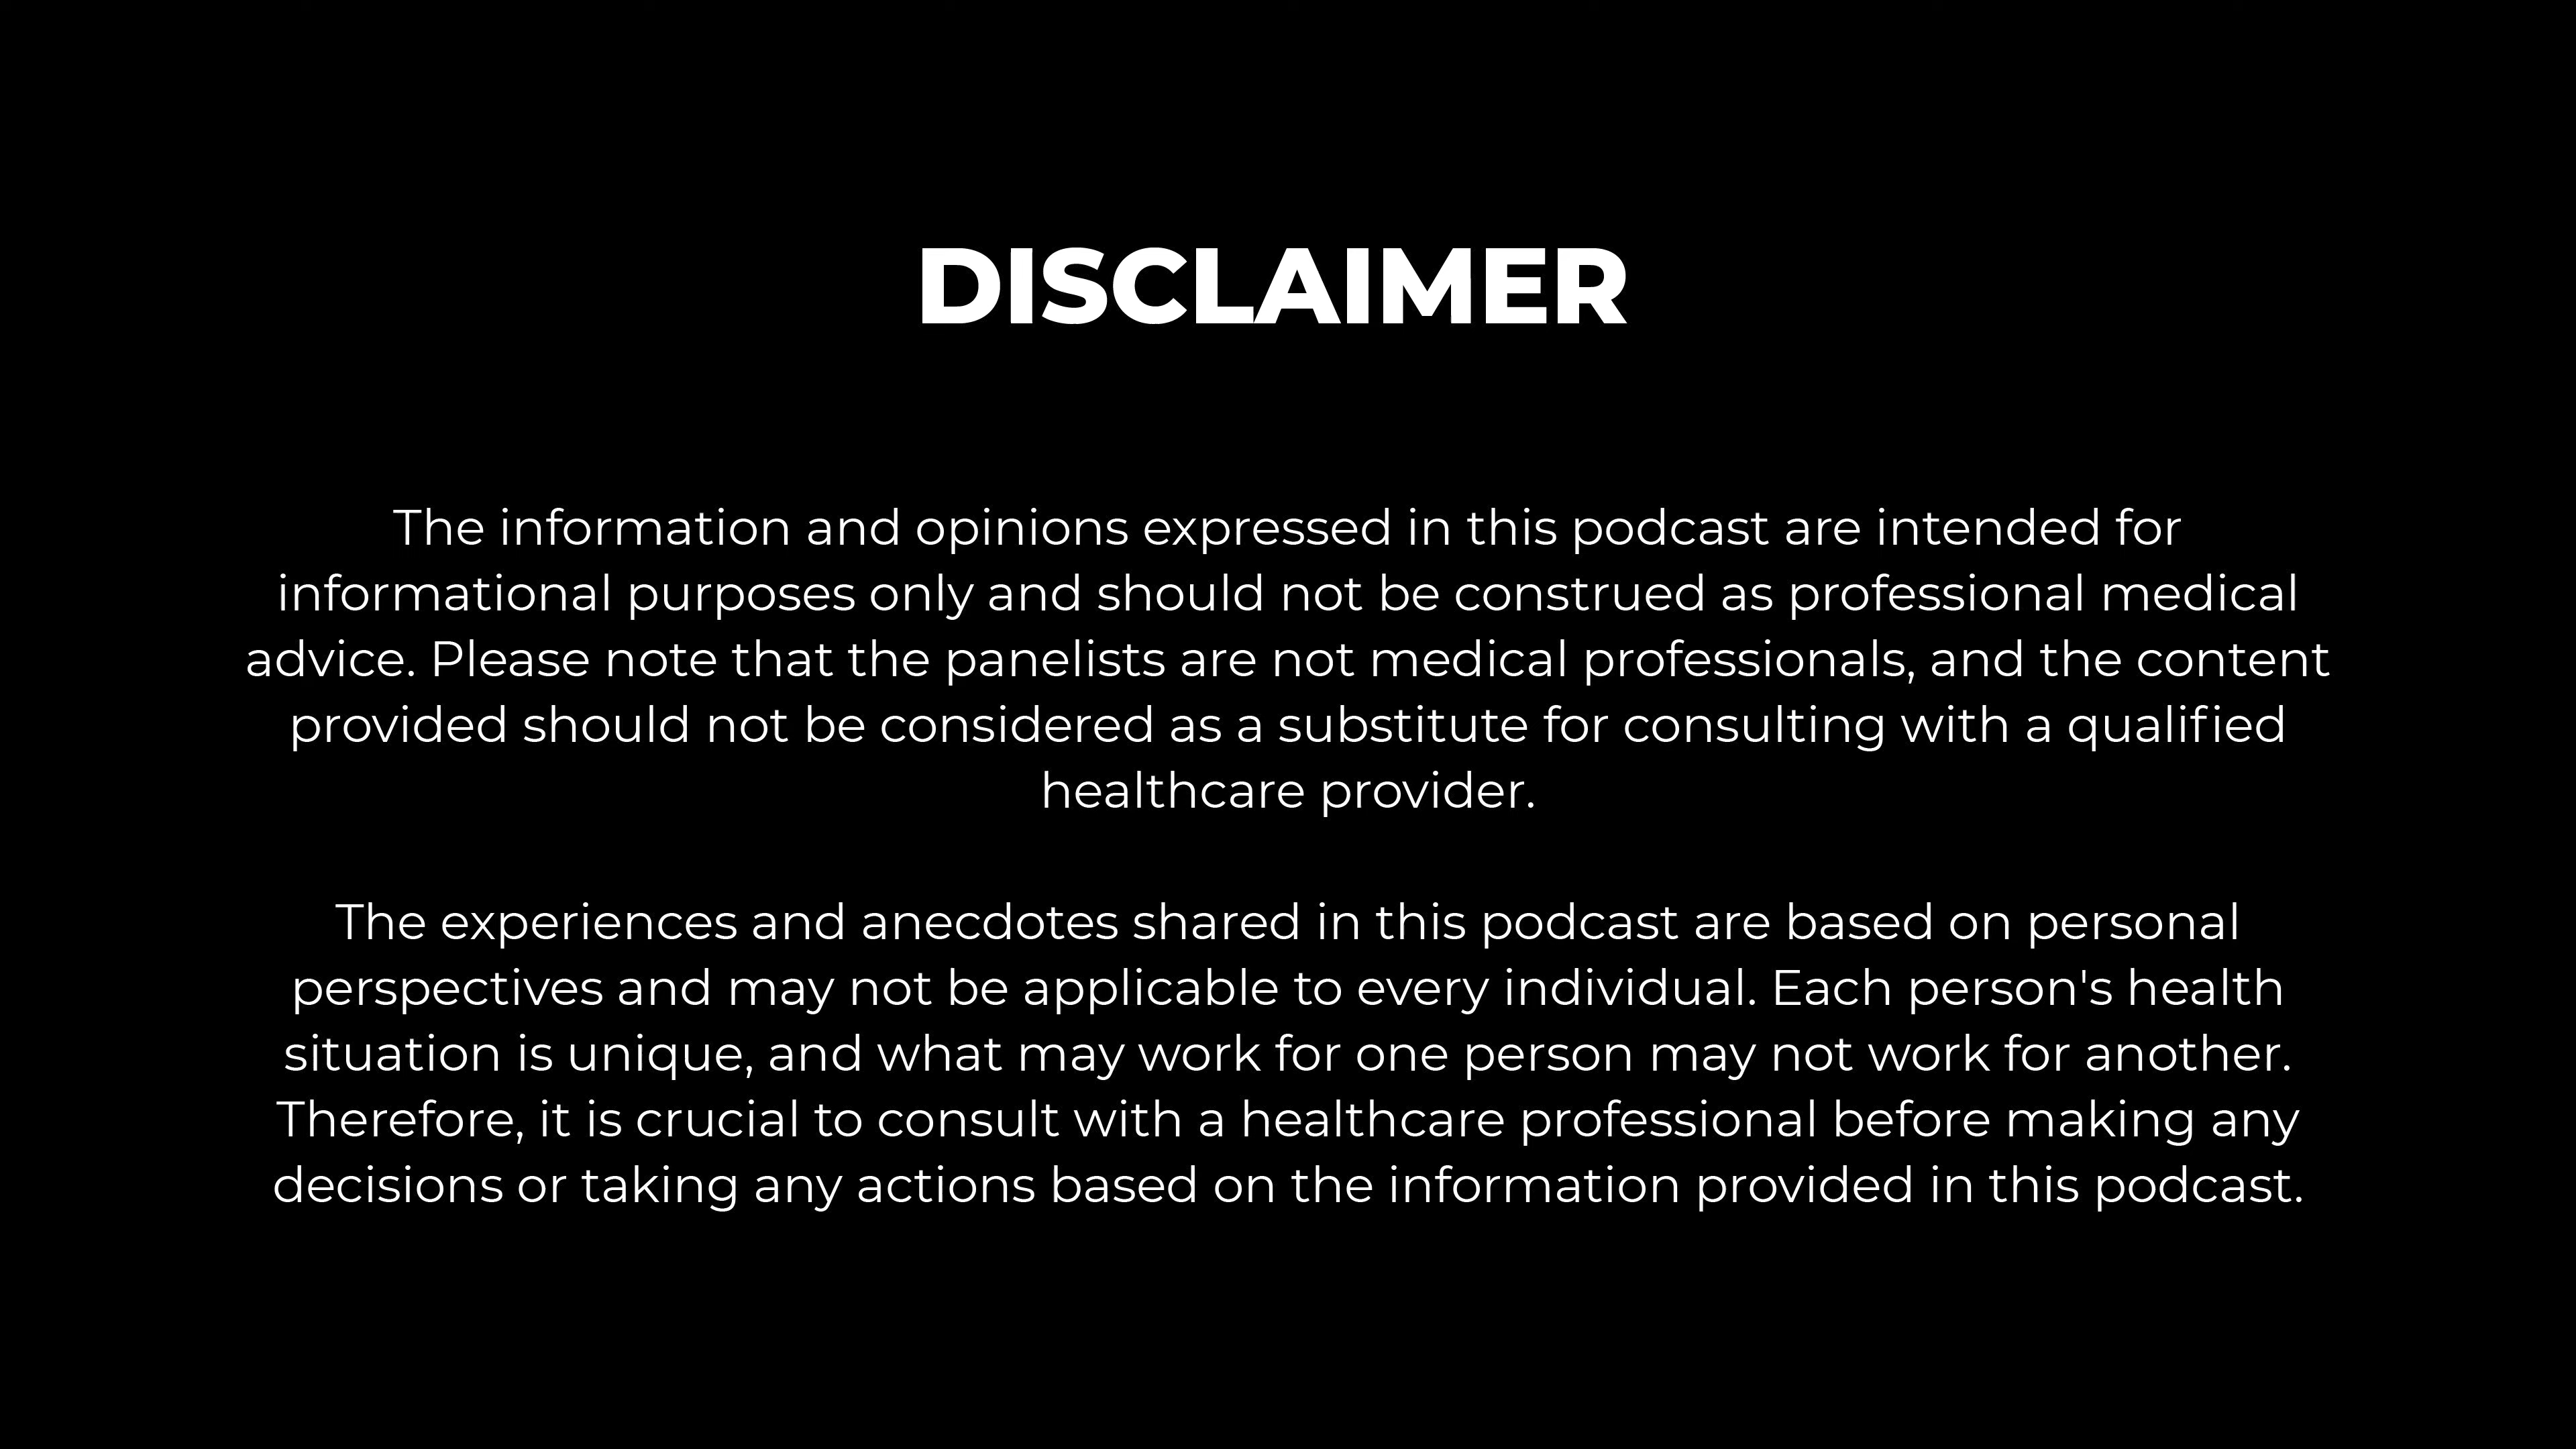 DISCLAIMER
The information and opinions expressed in this podcast are intended for
informational purposes only and should not be construed as professional medical
advice. Please note that the panelists are not medical professionals, and the content
provided should not be considered as a substitute for consulting with a qualified
healthcare provider.
The experiences and anecdotes shared in this podcast are based on personal
perspectives and may not be applicable to every individual. Each person's health
situation is unique, and what may work for one person may not work for another.
Therefore, it is crucial to consult with a healthcare professional before making any
decisions or taking any actions based on the information provided in this podcast.